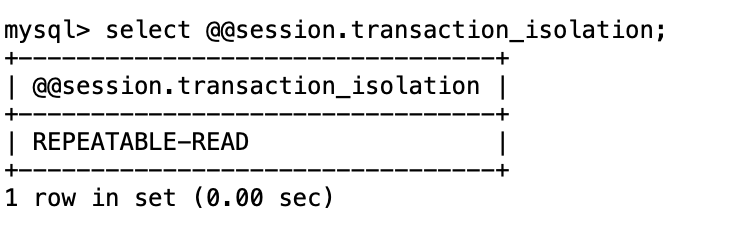 mysql> select @@session.transaction_isolation;
+---------------------------------+
| @@session.transaction_isolation |
+---------------------------------+
| REPEATABLE-READ                 |
+---------------------------------+
1 row in set (0.00 sec)